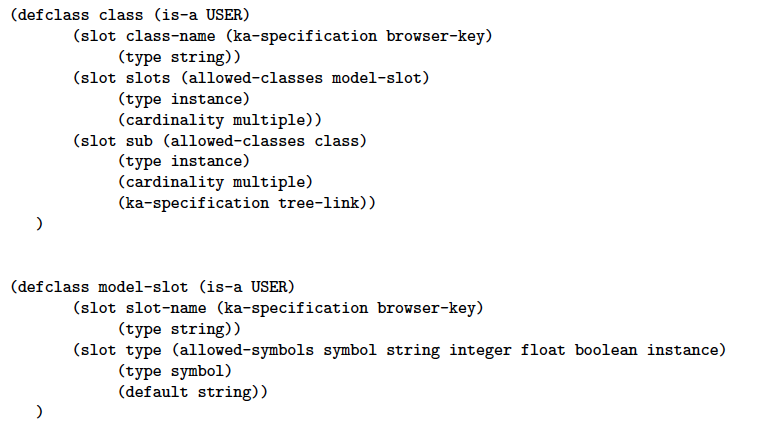 (defclass class (is-a USER)
(slot class-name (ka-specification browser-key)
(type string))
(slot slots (allowed-classes model-slot)
(type instance)
(cardinality multiple))
(slot sub (allowed-classes class)
(type instance)
(cardinality multiple)
(ka-specification tree-link))
)
(defclass model-slot (is-a USER)
(slot slot-name (ka-specification browser-key)
(type string))
(slot type (allowed-symbols symbol string integer float boolean instance)
(type symbol)
(default string))
)